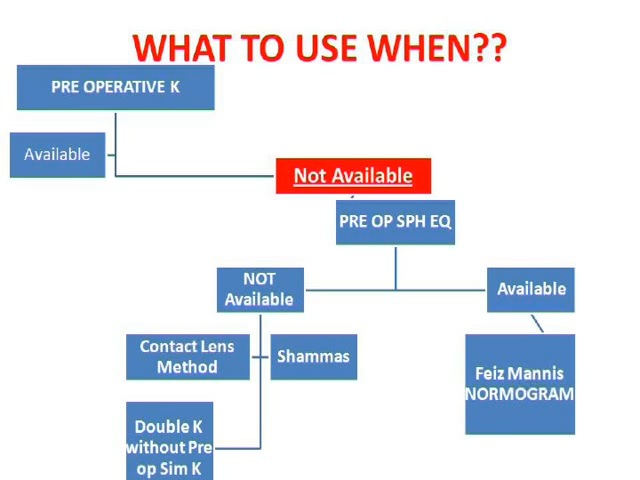 WHAT TO USE WHEN??
PRE OPERATIVE K
Available
Not Available
PRE OP SPH EQ
NOT
Available
Available
Contact Lens
Method
Shammas
Feiz Mannis
NORMOGRAM
Double K
without Pre
op Sim K